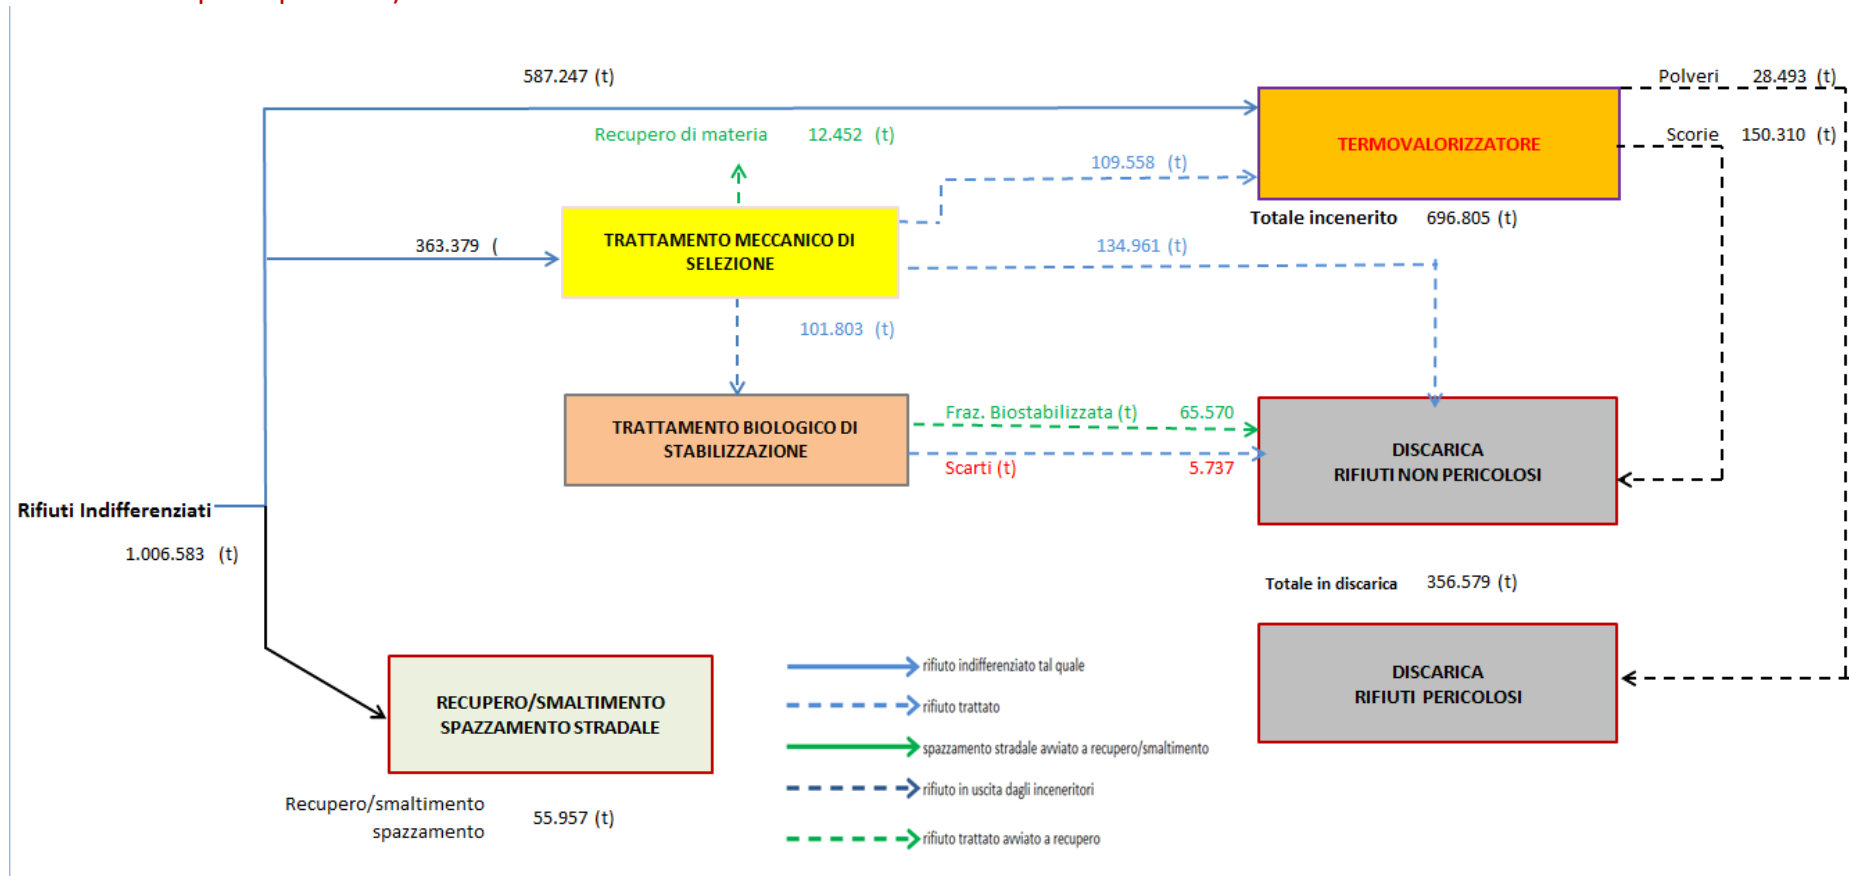 587.247 (t)
Polveri 28.493 (t)
Recupero di materia 12.452 (t)
TERMOVALORIZZATORE
Scorie 150.310 (t)
109.558 (t)
Totale incenerito 696.805 (t)
TRATTAMENTO MECCANICO DI
SELEZIONE
363.379 (
134.961 (t)
101.803 (t)
TRATTAMENTO BIOLOGICO DI
STABILIZZAZIONE
Fraz. Biostabilizzata (t) 65.570
Scarti (t) 5.737
DISCARICA
RIFIUTI NON PERICOLOSI
Rifiuti Indifferenziati
1.006.583 (t)
Totale in discarica 356.579 (t)
DISCARICA
RIFIUTI PERICOLOSI
RECUPERO/SMALTIMENTO
SPAZZAMENTO STRADALE
Recupero/smaltimento
spazzamento
55.957 (t)
rifiuto indifferenziato tal quale
rifiuto trattato
spazzamento stradale avviato a recupero/smaltimento
rifiuto in uscita dagli inceneritori
rifiuto trattato avviato a recupero